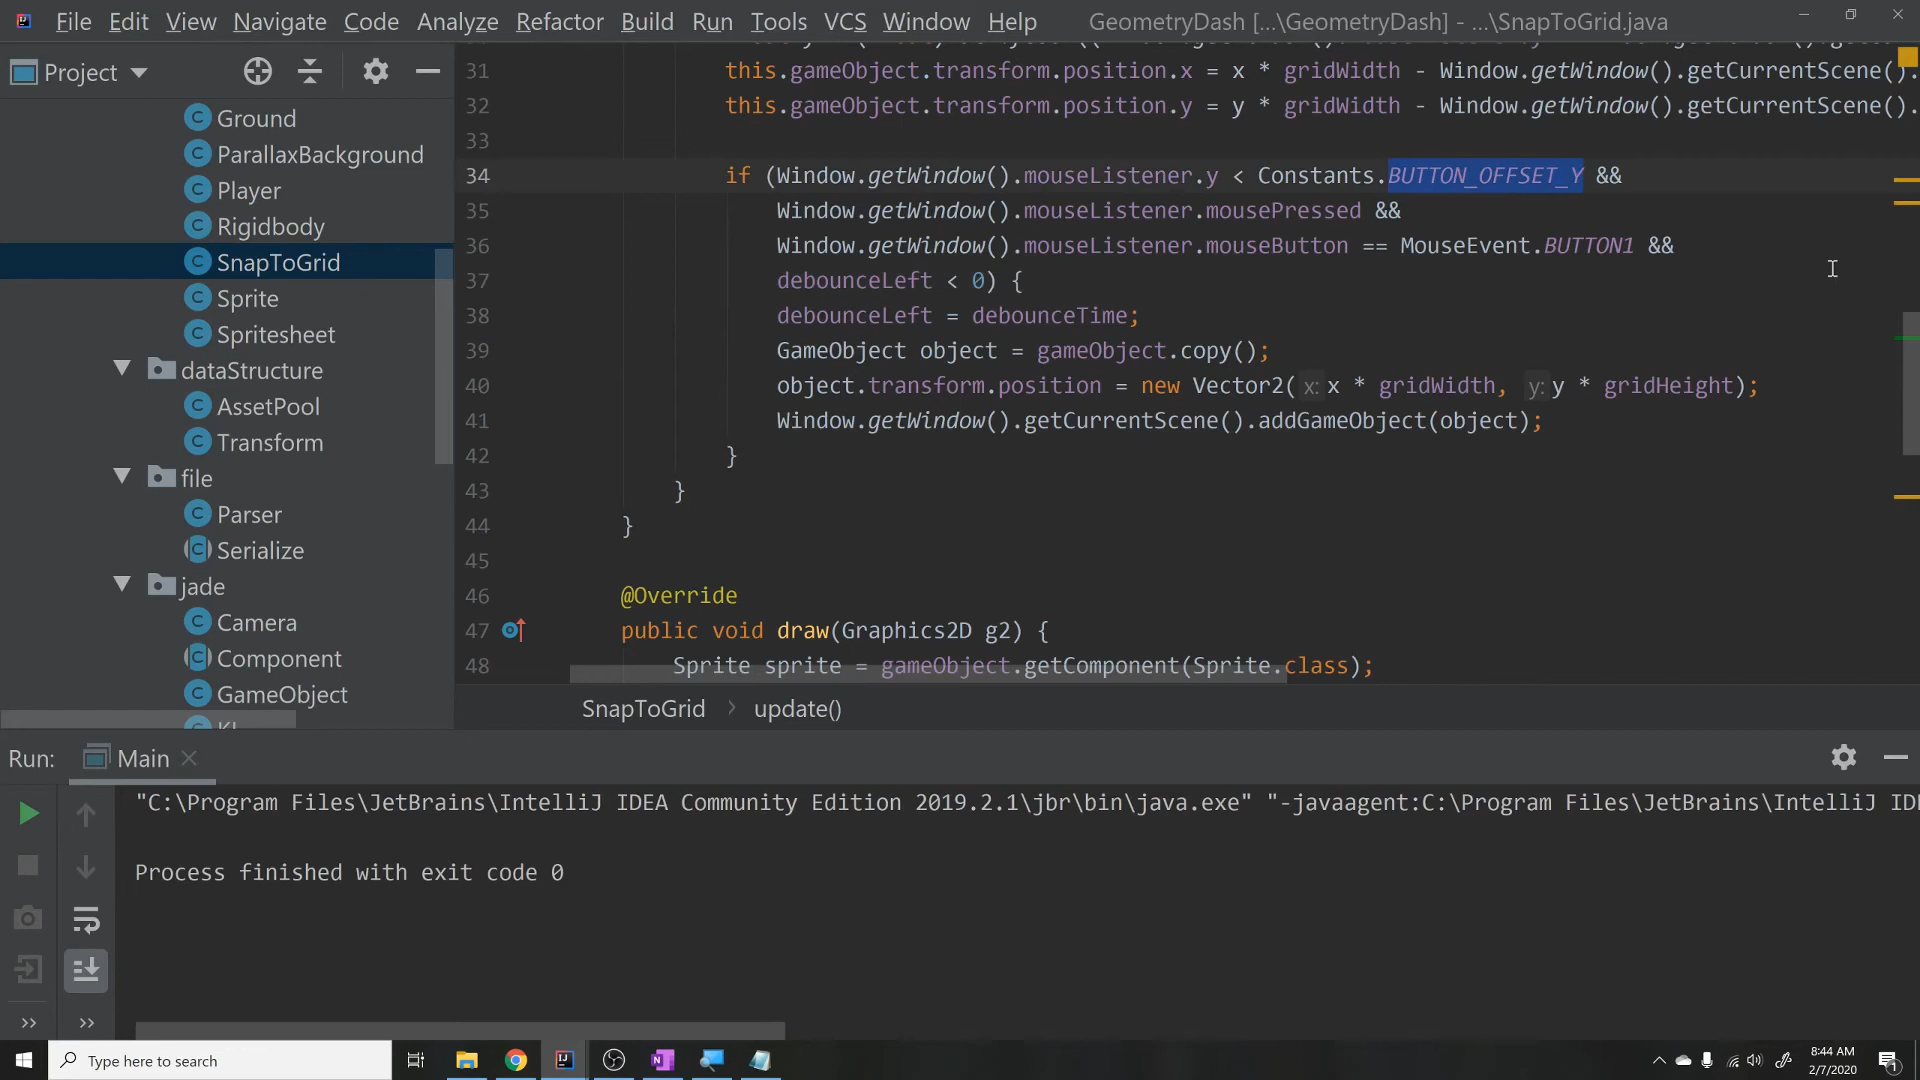 File Edit View Navigate Code Analyze Refactor Build Run Tools VCS Window Help GeometryDash [...\GeometryDash] - ...\SnapToGrid.java
Project
Ground
ParallaxBackground
Player
Rigidbody
SnapToGrid
Sprite
Spritesheet
dataStructure
AssetPool
Transform
file
Parser
Serialize
jade
Camera
Component
GameObject
31 this.gameObject.transform.position.x = x * gridWidth - Window.getWindow().getCurrentScene().
32 this.gameObject.transform.position.y = y * gridWidth - Window.getWindow().getCurrentScene().
33
34 if (Window.getWindow().mouseListener.y < Constants.BUTTON_OFFSET_Y &&
35 Window.getWindow().mouseListener.mousePressed &&
36 Window.getWindow().mouseListener.mouseButton == MouseEvent.BUTTON1 &&
37 debounceLeft < 0) {
38 debounceLeft = debounceTime;
39 GameObject object = gameObject.copy();
40 object.transform.position = new Vector2( x: x * gridWidth, y: y * gridHeight);
41 Window.getWindow().getCurrentScene().addGameObject(object);
42 }
43 }
44 }
45
46 @Override
47 public void draw(Graphics2D g2) {
48 Sprite sprite = gameObject.getComponent(Sprite.class);
SnapToGrid › update()
Run: Main
"C:\Program Files\JetBrains\IntelliJ IDEA Community Edition 2019.2.1\jbr\bin\java.exe" "-javaagent:C:\Program Files\JetBrains\IntelliJ IDE
Process finished with exit code 0
Type here to search
8:44 AM
2/7/2020
1